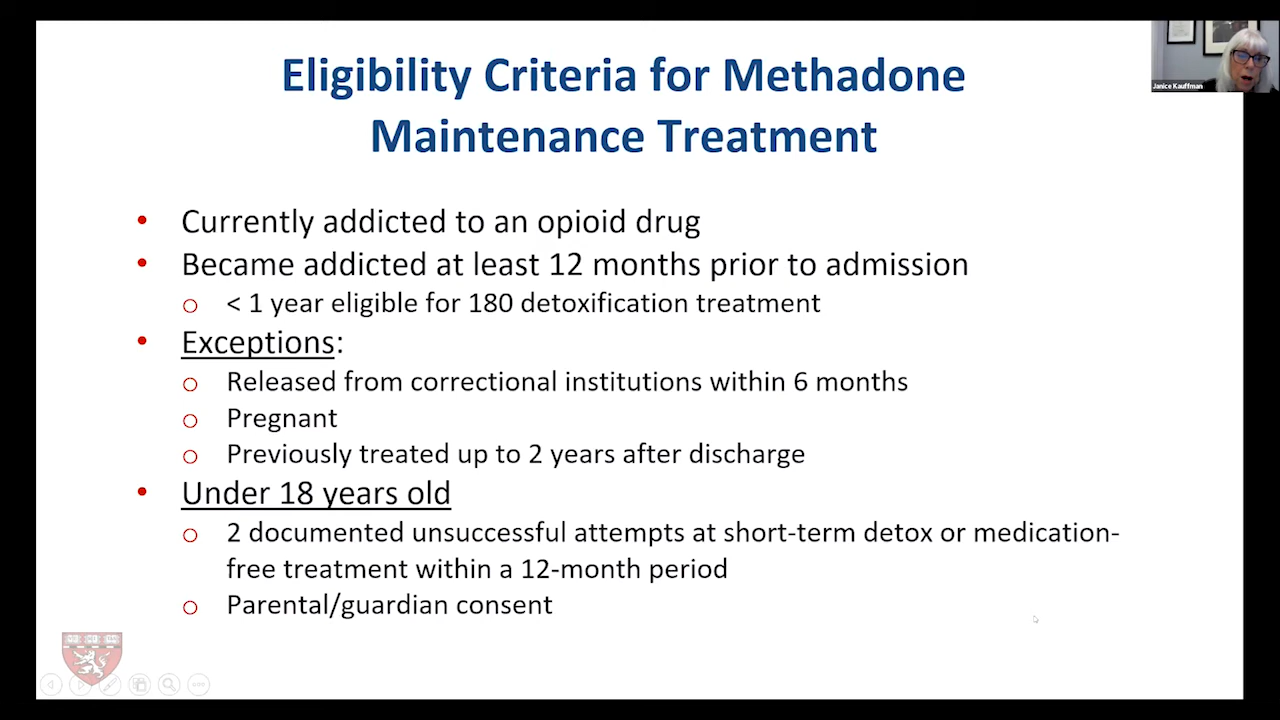 Eligibility Criteria for Methadone
Maintenance Treatment
Janice Kauffman
• Currently addicted to an opioid drug
• Became addicted at least 12 months prior to admission
o < 1 year eligible for 180 detoxification treatment
• Exceptions:
o Released from correctional institutions within 6 months
o Pregnant
o Previously treated up to 2 years after discharge
• Under 18 years old
o 2 documented unsuccessful attempts at short-term detox or medication-
free treatment within a 12-month period
o Parental/guardian consent